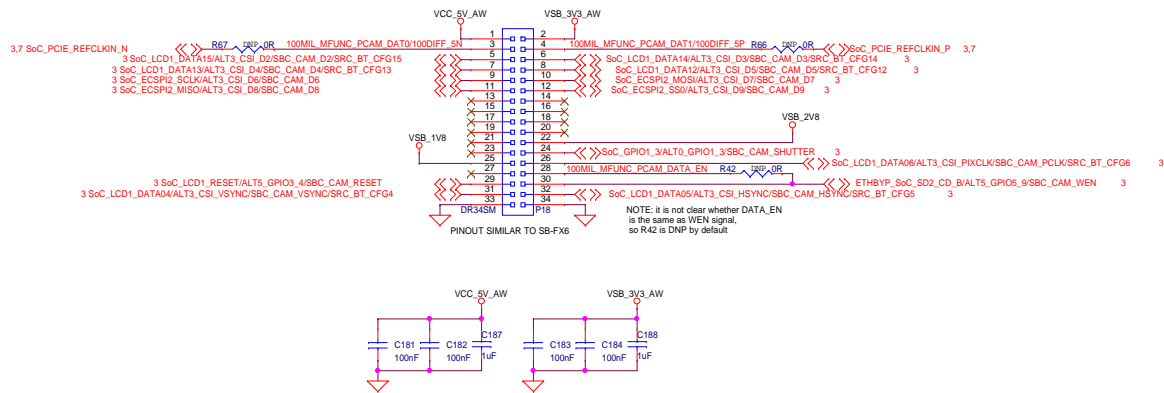 VCC_5V_AW VSB_3V3_AW
1 2
3,7 SoC_PCIE_REFCLKIN_N R67 DNP 0R 100MIL_MFUNC_PCAM_DAT0/100DIFF_5N 3 4 100MIL_MFUNC_PCAM_DAT1/100DIFF_5P R66 DNP 0R SoC_PCIE_REFCLKIN_P 3,7
3 SoC_LCD1_DATA15/ALT3_CSI_D2/SBC_CAM_D2/SRC_BT_CFG15 5 6 SoC_LCD1_DATA14/ALT3_CSI_D3/SBC_CAM_D3/SRC_BT_CFG14 3
3 SoC_LCD1_DATA13/ALT3_CSI_D4/SBC_CAM_D4/SRC_BT_CFG13 7 8 SoC_LCD1_DATA12/ALT3_CSI_D5/SBC_CAM_D5/SRC_BT_CFG12 3
3 SoC_ECSPI2_SCLK/ALT3_CSI_D6/SBC_CAM_D6 9 10 SoC_ECSPI2_MOSI/ALT3_CSI_D7/SBC_CAM_D7 3
3 SoC_ECSPI2_MISO/ALT3_CSI_D8/SBC_CAM_D8 11 12 SoC_ECSPI2_SS0/ALT3_CSI_D9/SBC_CAM_D9 3
13 14
15 16
17 18
19 20
VSB_2V8
VSB_1V8 21 22
23 24 SoC_GPIO1_3/ALT0_GPIO1_3/SBC_CAM_SHUTTER 3
25 26 SoC_LCD1_DATA06/ALT3_CSI_PIXCLK/SBC_CAM_PCLK/SRC_BT_CFG6 3
27 28 100MIL_MFUNC_PCAM_DATA_EN R42 DNP 0R
3 SoC_LCD1_RESET/ALT5_GPIO3_4/SBC_CAM_RESET 29 30 ETHBYP_SoC_SD2_CD_B/ALT5_GPIO5_9/SBC_CAM_WEN 3
3 SoC_LCD1_DATA04/ALT3_CSI_VSYNC/SBC_CAM_VSYNC/SRC_BT_CFG4 31 32 SoC_LCD1_DATA05/ALT3_CSI_HSYNC/SBC_CAM_HSYNC/SRC_BT_CFG5 3
33 34
DR34SM P18
NOTE: it is not clear whether DATA_EN
is the same as WEN signal,
so R42 is DNP by default
PINOUT SIMILAR TO SB-FX6
VCC_5V_AW VSB_3V3_AW
C181 C182 C187 C183 C184 C188
100nF 100nF 1uF 100nF 100nF 1uF